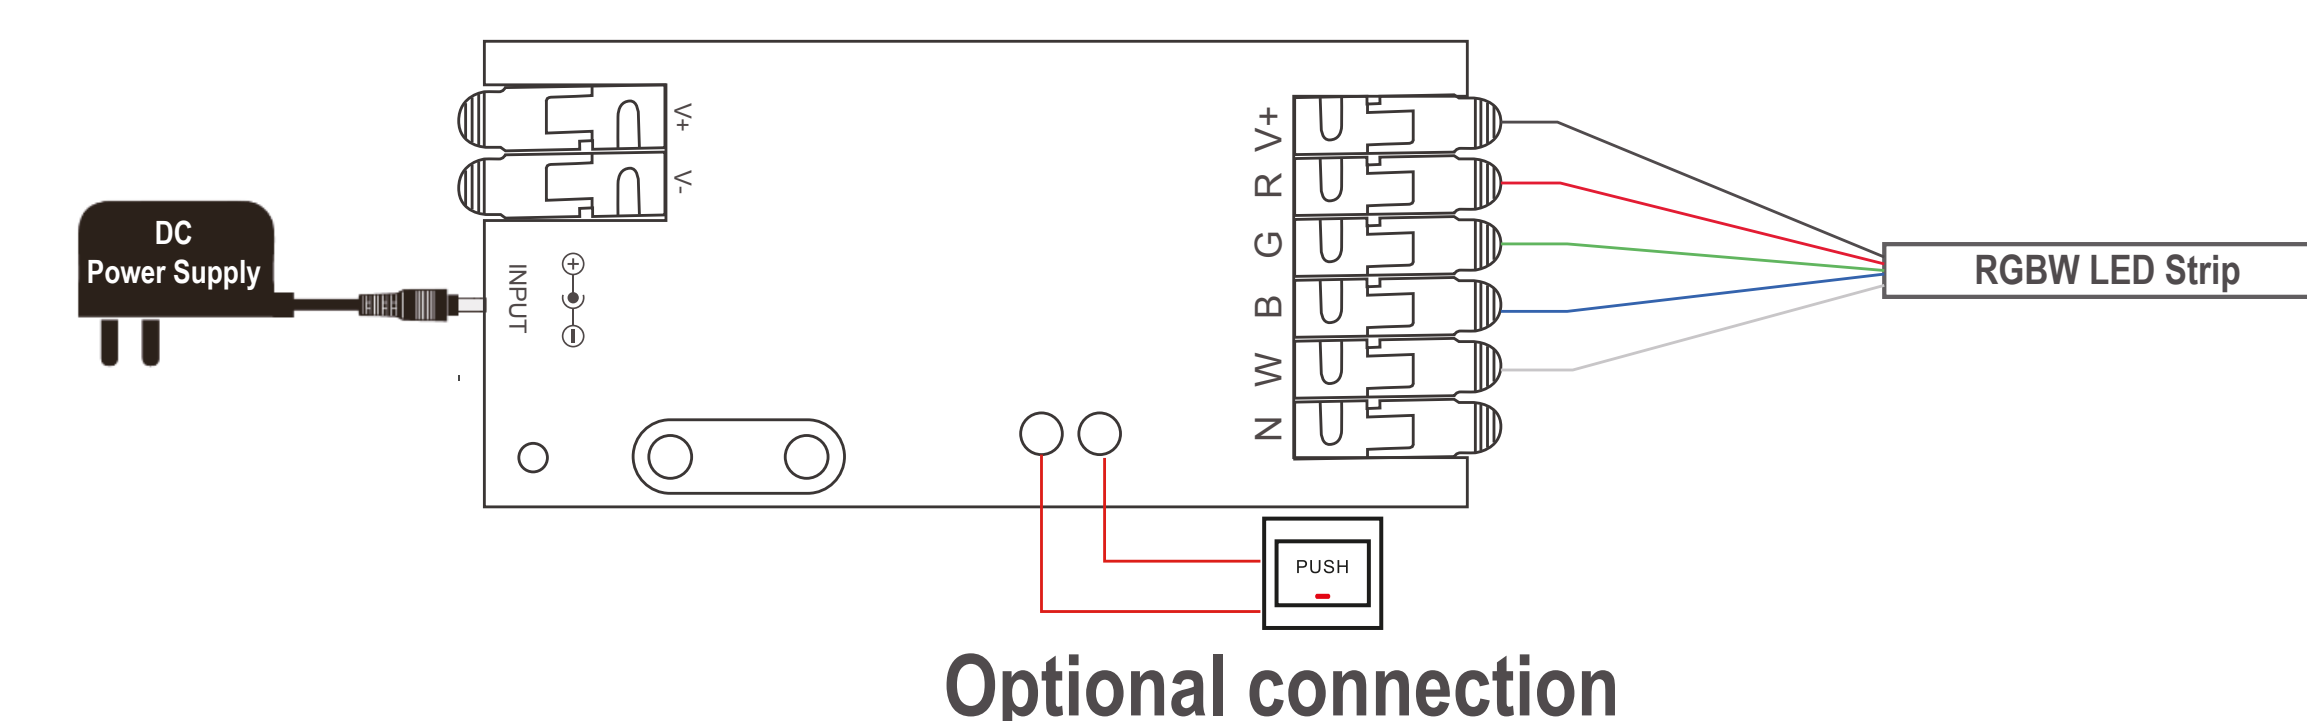 V+
V-
DC
Power Supply
INPUT
V+
R
G
B
W
N
RGBW LED Strip
PUSH
Optional connection